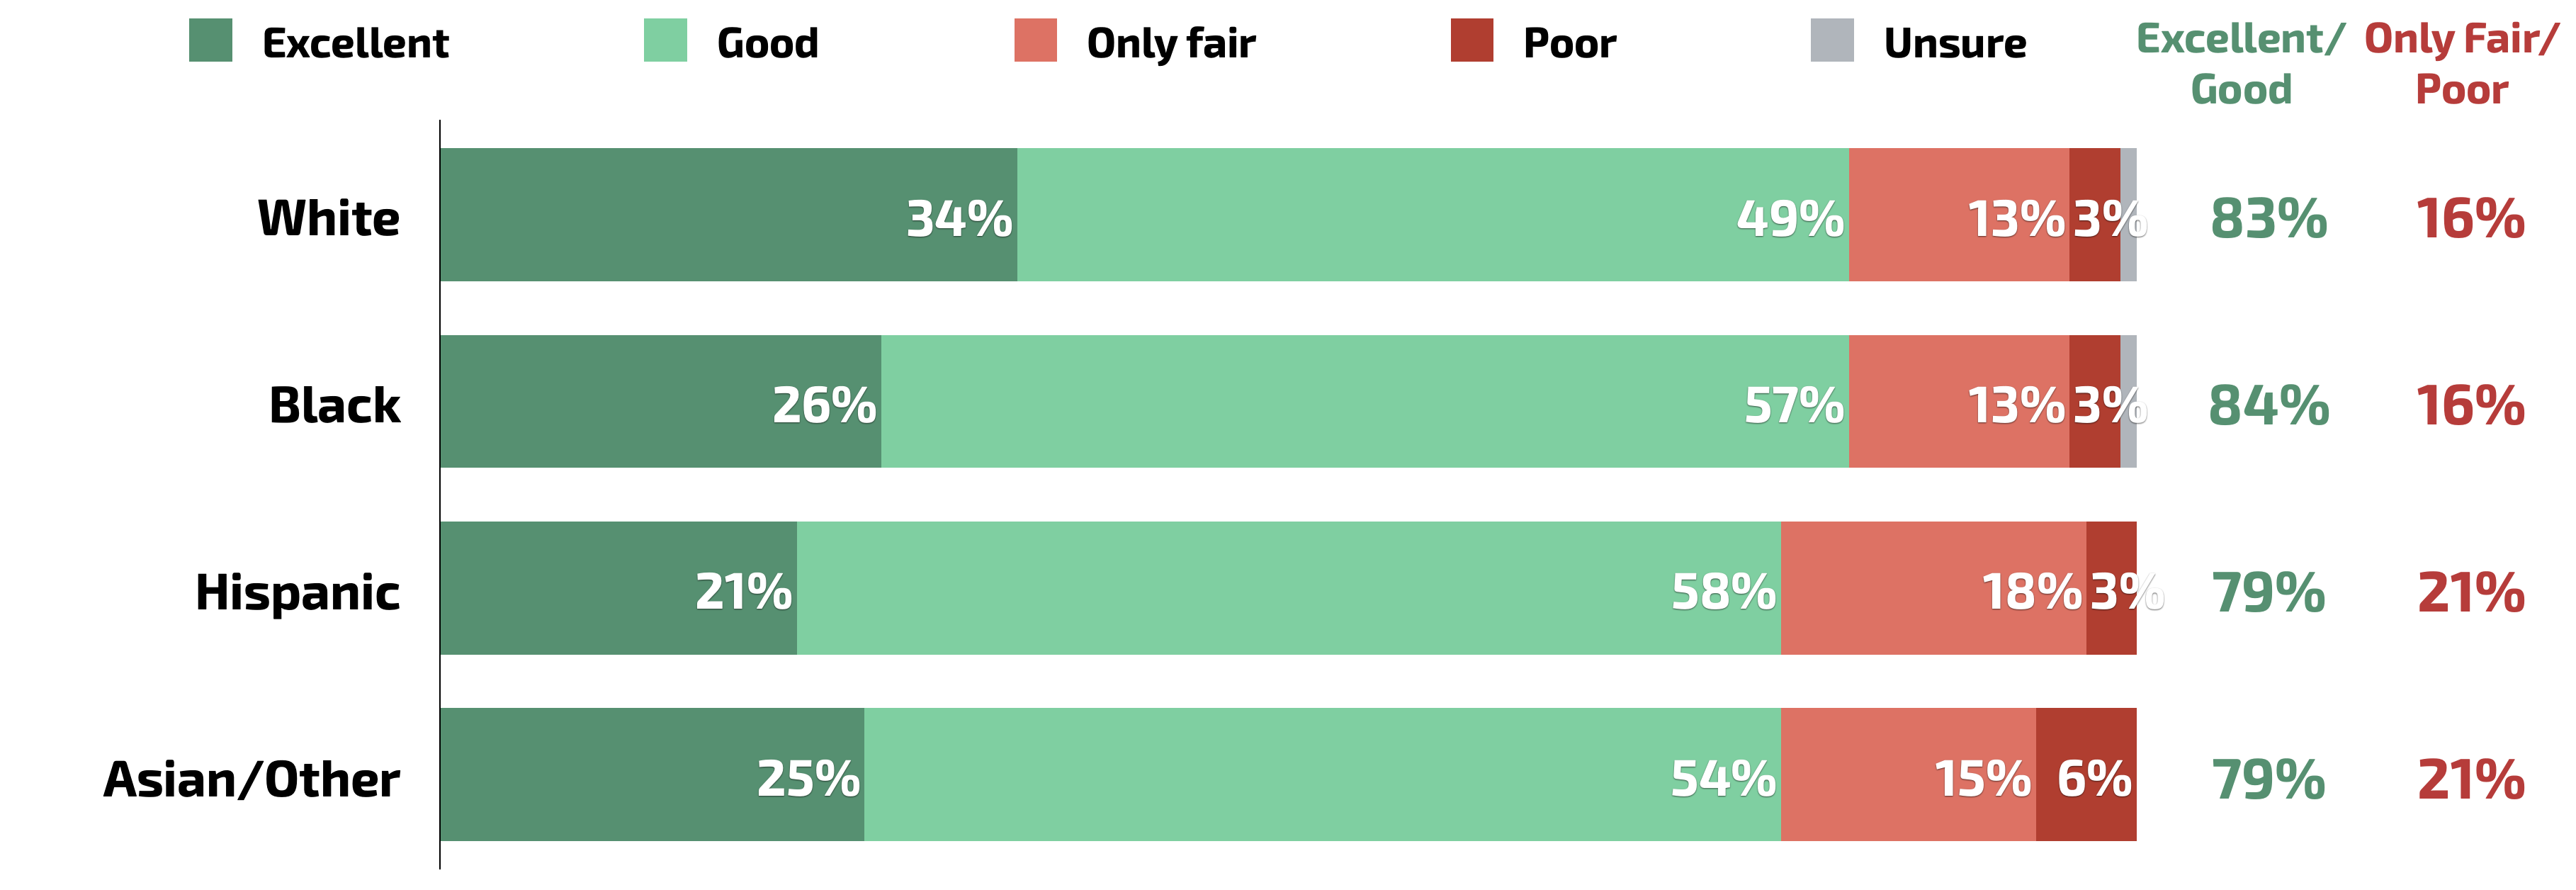 Excellent Good Only fair Poor Unsure Excellent/ Only Fair/
Good Poor
White 34% 49% 13% 3% 83% 16%
Black 26% 57% 13% 3% 84% 16%
Hispanic 21% 58% 18% 3% 79% 21%
Asian/Other 25% 54% 15% 6% 79% 21%